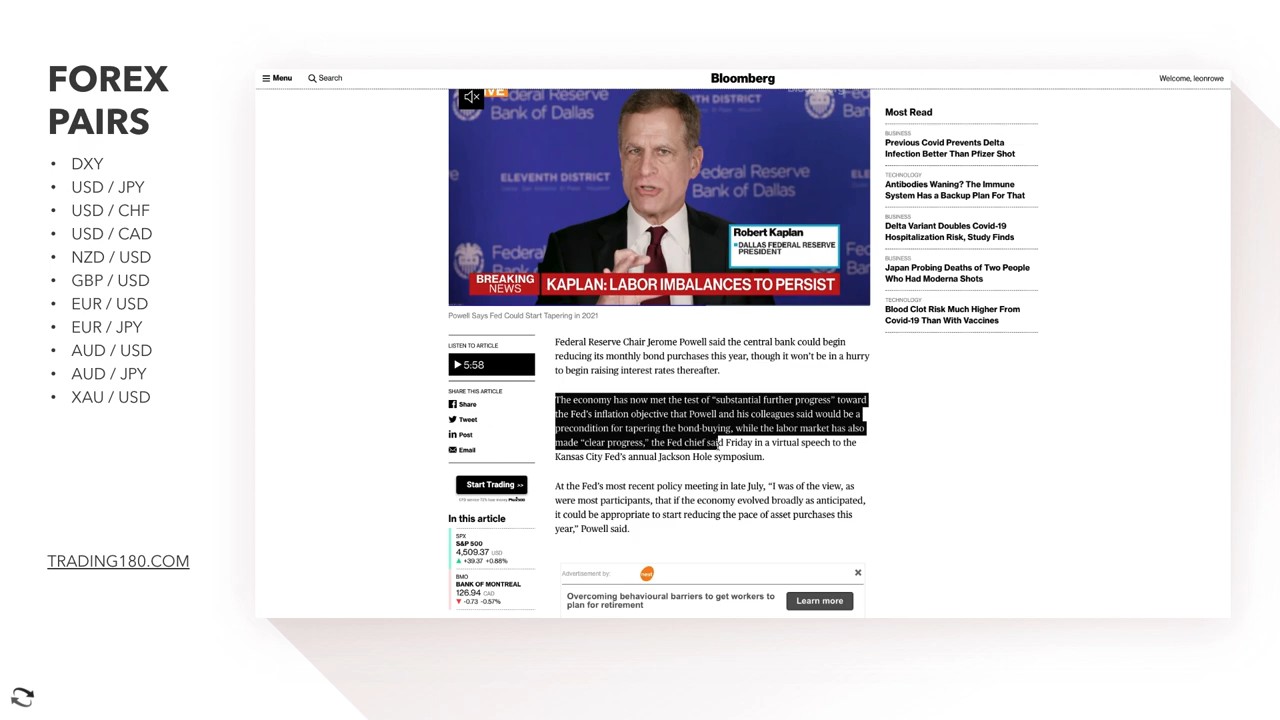 FOREX
PAIRS
• DXY
• USD / JPY
• USD / CHF
• USD / CAD
• NZD / USD
• GBP / USD
• EUR / USD
• EUR / JPY
• AUD / USD
• AUD / JPY
• XAU / USD
TRADING180.COM
Menu
Search
Bloomberg
Welcome, leonrowe
Federal Reserve
Bank of Dallas
ELEVENTH DISTRICT
TH DISTRICT
ederal Reserve
Bank of Dallas
Federal
Robert Kaplan
DALLAS FEDERAL RESERVE
PRESIDENT
BREAKING
NEWS
KAPLAN: LABOR IMBALANCES TO PERSIST
Powell Says Fed Could Start Tapering in 2021
LISTEN TO ARTICLE
5:58
SHARE THIS ARTICLE
Share
Tweet
Post
Email
Start Trading >>
In this article
SPX
S&P 500
4,509.37 USD
▲ +39.37 +0.88%
BMO
BANK OF MONTREAL
126.94 CAD
▼ -0.73 -0.57%
Federal Reserve Chair Jerome Powell said the central bank could begin
reducing its monthly bond purchases this year, though it won't be in a hurry
to begin raising interest rates thereafter.
The economy has now met the test of “substantial further progress” toward
the Fed's inflation objective that Powell and his colleagues said would be a
precondition for tapering the bond-buying, while the labor market has also
made “clear progress,” the Fed chief said Friday in a virtual speech to the
Kansas City Fed's annual Jackson Hole symposium.
At the Fed's most recent policy meeting in late July, “I was of the view, as
were most participants, that if the economy evolved broadly as anticipated,
it could be appropriate to start reducing the pace of asset purchases this
year,” Powell said.
Advertisement by:
nest
Overcoming behavioural barriers to get workers to
plan for retirement
Learn more
Most Read
BUSINESS
Previous Covid Prevents Delta
Infection Better Than Pfizer Shot
TECHNOLOGY
Antibodies Waning? The Immune
System Has a Backup Plan For That
BUSINESS
Delta Variant Doubles Covid-19
Hospitalization Risk, Study Finds
BUSINESS
Japan Probing Deaths of Two People
Who Had Moderna Shots
TECHNOLOGY
Blood Clot Risk Much Higher From
Covid-19 Than With Vaccines